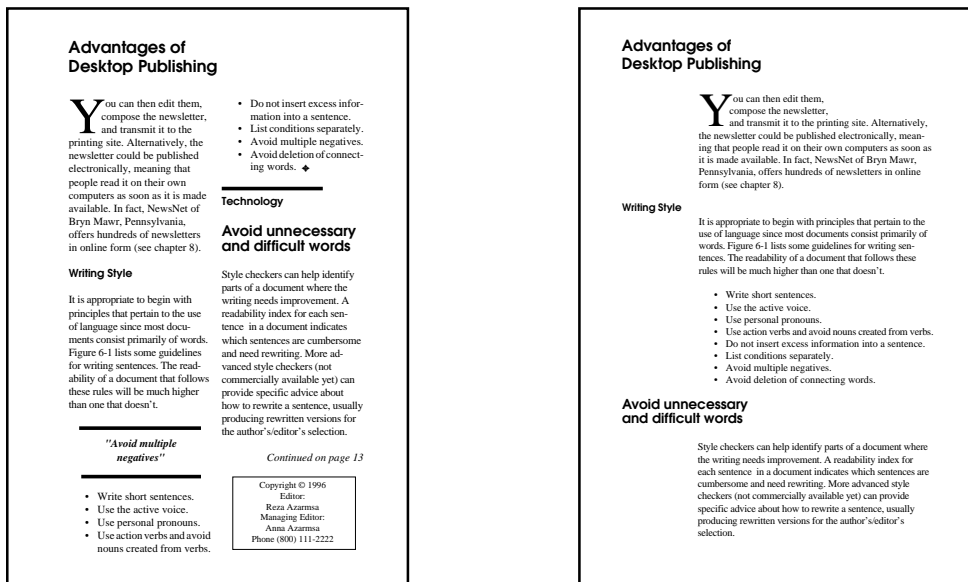 Advantages of
Desktop Publishing
You can then edit them,
compose the newsletter,
and transmit it to the
printing site. Alternatively, the
newsletter could be published
electronically, meaning that
people read it on their own
computers as soon as it is made
available. In fact, NewsNet of
Bryn Mawr, Pennsylvania,
offers hundreds of newsletters
in online form (see chapter 8).
Writing Style
It is appropriate to begin with
principles that pertain to the use
of language since most docu-
ments consist primarily of words.
Figure 6-1 lists some guidelines
for writing sentences. The read-
ability of a document that follows
these rules will be much higher
than one that doesn't.
"Avoid multiple
negatives"
• Write short sentences.
• Use the active voice.
• Use personal pronouns.
• Use action verbs and avoid
nouns created from verbs.
• Do not insert excess infor-
mation into a sentence.
• List conditions separately.
• Avoid multiple negatives.
• Avoid deletion of connect-
ing words. ❖
Technology
Avoid unnecessary
and difficult words
Style checkers can help identify
parts of a document where the
writing needs improvement. A
readability index for each sen-
tence in a document indicates
which sentences are cumbersome
and need rewriting. More ad-
vanced style checkers (not
commercially available yet) can
provide specific advice about
how to rewrite a sentence, usually
producing rewritten versions for
the author's/editor's selection.
Continued on page 13
Copyright © 1996
Editor:
Reza Azarmsa
Managing Editor:
Anna Azarmsa
Phone (800) 111-2222
Advantages of
Desktop Publishing
You can then edit them,
compose the newsletter,
and transmit it to the printing site. Alternatively,
the newsletter could be published electronically, mean-
ing that people read it on their own computers as soon as
it is made available. In fact, NewsNet of Bryn Mawr,
Pennsylvania, offers hundreds of newsletters in online
form (see chapter 8).
Writing Style
It is appropriate to begin with principles that pertain to the
use of language since most documents consist primarily of
words. Figure 6-1 lists some guidelines for writing sen-
tences. The readability of a document that follows these
rules will be much higher than one that doesn't.
• Write short sentences.
• Use the active voice.
• Use personal pronouns.
• Use action verbs and avoid nouns created from verbs.
• Do not insert excess information into a sentence.
• List conditions separately.
• Avoid multiple negatives.
• Avoid deletion of connecting words.
Avoid unnecessary
and difficult words
Style checkers can help identify parts of a document where
the writing needs improvement. A readability index for
each sentence in a document indicates which sentences are
cumbersome and need rewriting. More advanced style
checkers (not commercially available yet) can provide
specific advice about how to rewrite a sentence, usually
producing rewritten versions for the author's/editor's
selection.